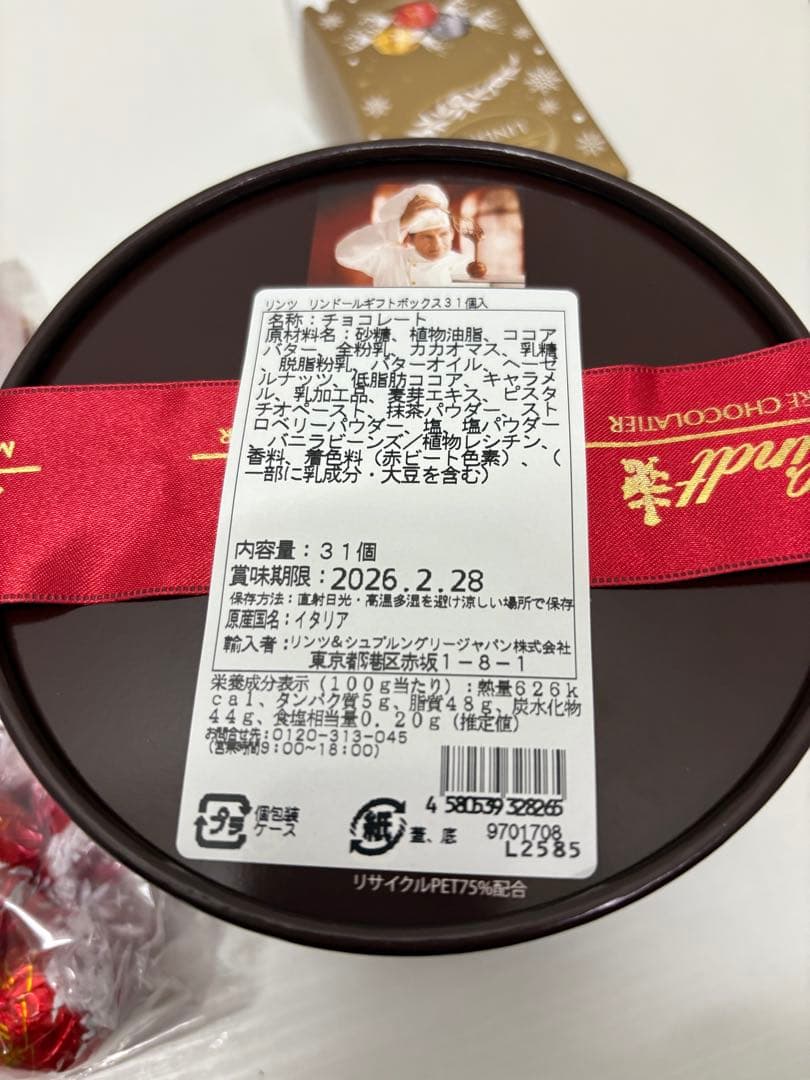 LINDOR
リンツ　リンドールギフトボックス３１個入
名称：チョコレート
原材料名：砂糖、植物油脂、ココア
バター、全粉乳、カカオマス、乳糖
、脱脂粉乳、バターオイル、ヘーゼ
ルナッツ、低脂肪ココア、キャラメ
ル、乳加工品、麦芽エキス、ピスタ
チオペースト、抹茶パウダー、スト
ロベリーパウダー、塩、塩パウダー
、バニラビーンズ／植物レシチン、
香料、着色料（赤ビート色素）、（
一部に乳成分・大豆を含む）
内容量：３１個
賞味期限：2026.2.28
保存方法：直射日光・高温多湿を避け涼しい場所で保存
原産国名：イタリア
輸入者：リンツ＆シュプルングリージャパン株式会社
東京都港区赤坂１－８－１
栄養成分表示（１００ｇ当たり）：熱量６２６ｋ
ｃａｌ、タンパク質５ｇ、脂質４８ｇ、炭水化物
４４ｇ、食塩相当量０．２０ｇ（推定値）
お問合せ先：0120-313-045
（営業時間9：00～18：00）
4 580539 328265
プラ
個包装
ケース
紙
蓋、底
9701708
L2585
リサイクルPET75%配合
Lindt
RE CHOCOLATIER
M
R